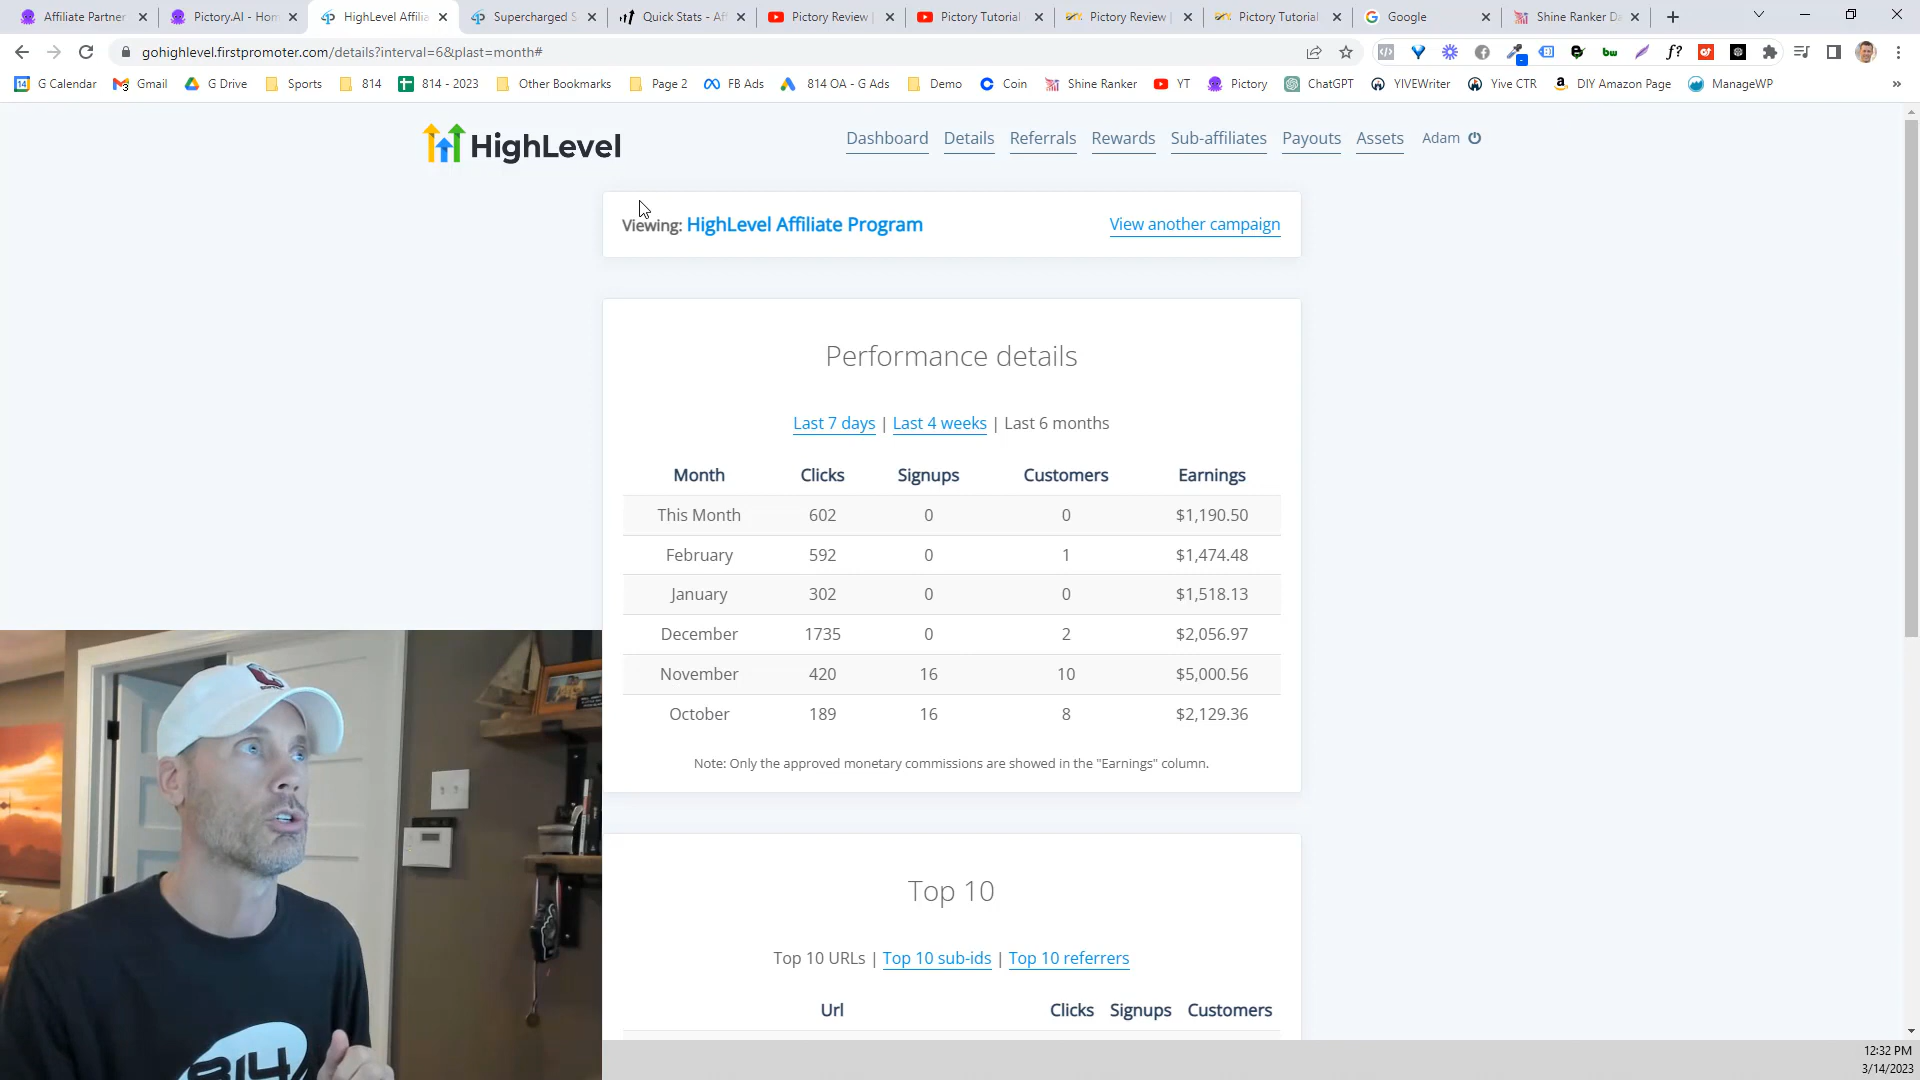 Affiliate Partner
Pictory.AI - Hom
HighLevel Affilia
Supercharged S
Quick Stats - Aff
Pictory Review
Pictory Tutorial
Pictory Review
Pictory Tutorial
Google
Shine Ranker Da
gohighlevel.firstpromoter.com/details?interval=6&plast=month#
G Calendar
Gmail
G Drive
Sports
814
814 - 2023
Other Bookmarks
Page 2
FB Ads
814 OA - G Ads
Demo
Coin
Shine Ranker
YT
Pictory
ChatGPT
YIVEWriter
Yive CTR
DIY Amazon Page
ManageWP
»
HighLevel
Dashboard Details Referrals Rewards Sub-affiliates Payouts Assets Adam
Viewing: HighLevel Affiliate Program
View another campaign
Performance details
Last 7 days | Last 4 weeks | Last 6 months
Month Clicks Signups Customers Earnings
This Month 602 0 0 $1,190.50
February 592 0 1 $1,474.48
January 302 0 0 $1,518.13
December 1735 0 2 $2,056.97
November 420 16 10 $5,000.56
October 189 16 8 $2,129.36
Note: Only the approved monetary commissions are showed in the "Earnings" column.
Top 10
Top 10 URLs | Top 10 sub-ids | Top 10 referrers
Url Clicks Signups Customers
814
12:32 PM
3/14/2023